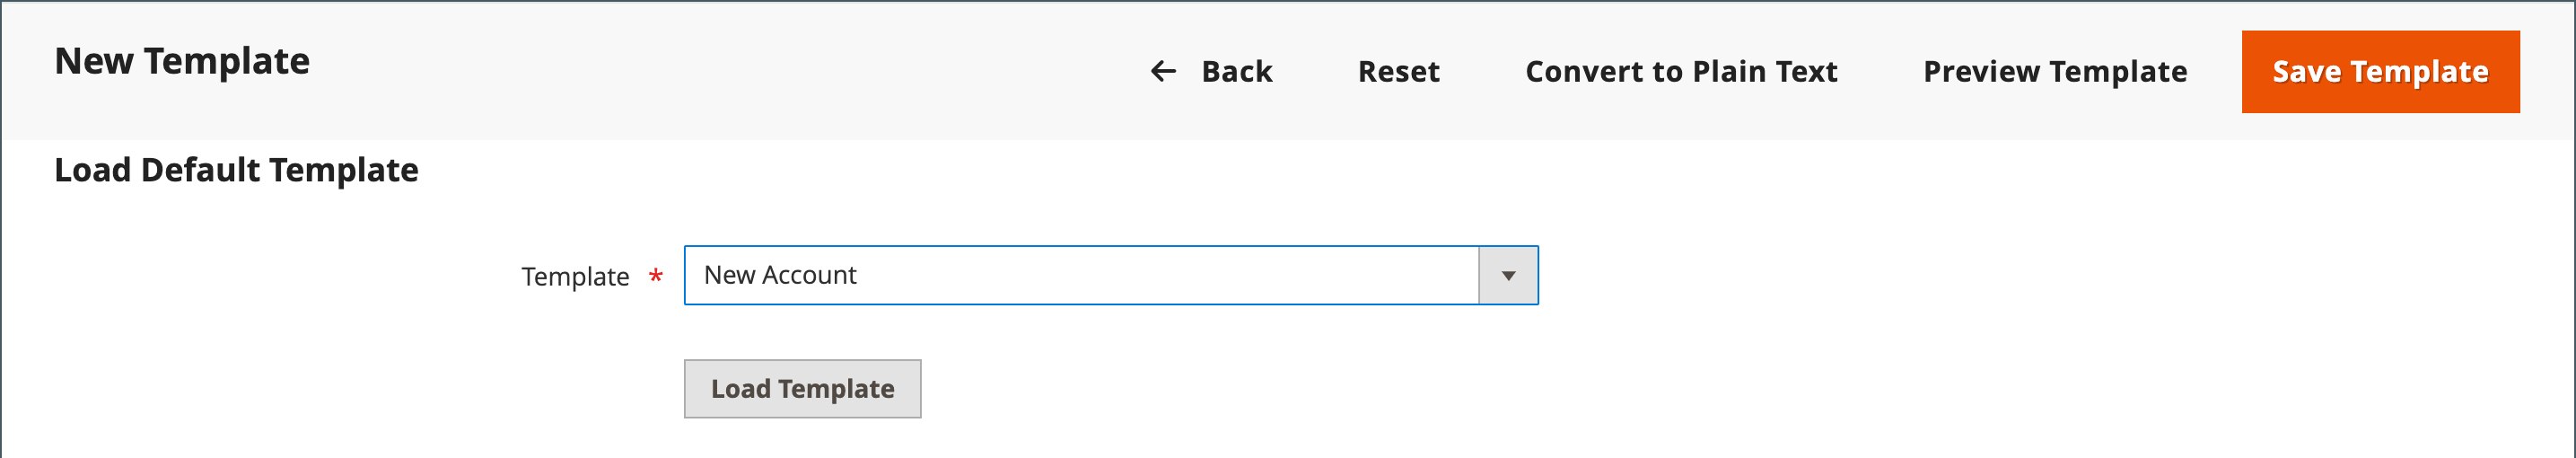 New Template
← Back Reset Convert to Plain Text Preview Template Save Template
Load Default Template
Template * New Account
Load Template